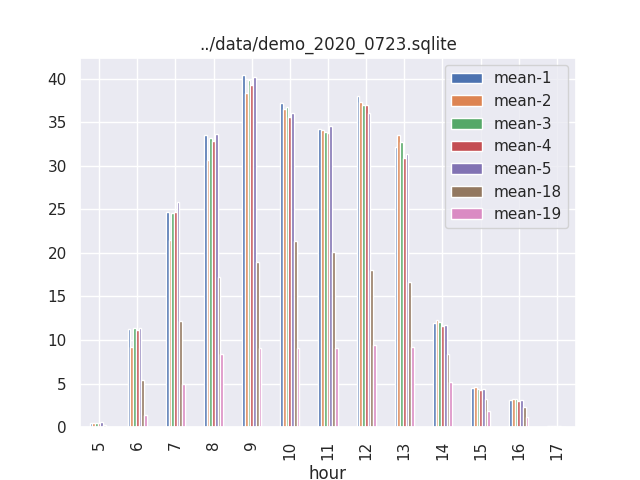 ../data/demo_2020_0723.sqlite
mean-1
mean-2
mean-3
mean-4
mean-5
mean-18
mean-19
40
35
30
25
20
15
10
5
0
5 6 7 8 9 10 11 12 13 14 15 16 17
hour